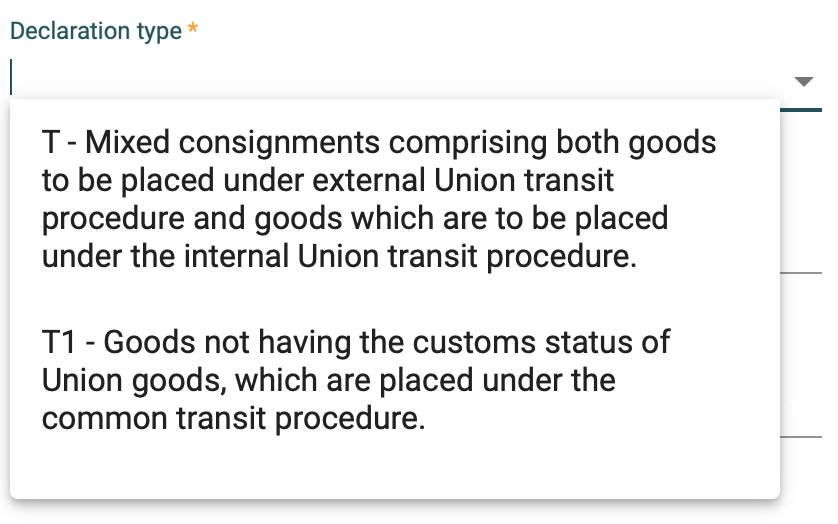 Declaration type *
T - Mixed consignments comprising both goods
to be placed under external Union transit
procedure and goods which are to be placed
under the internal Union transit procedure.
T1 - Goods not having the customs status of
Union goods, which are placed under the
common transit procedure.